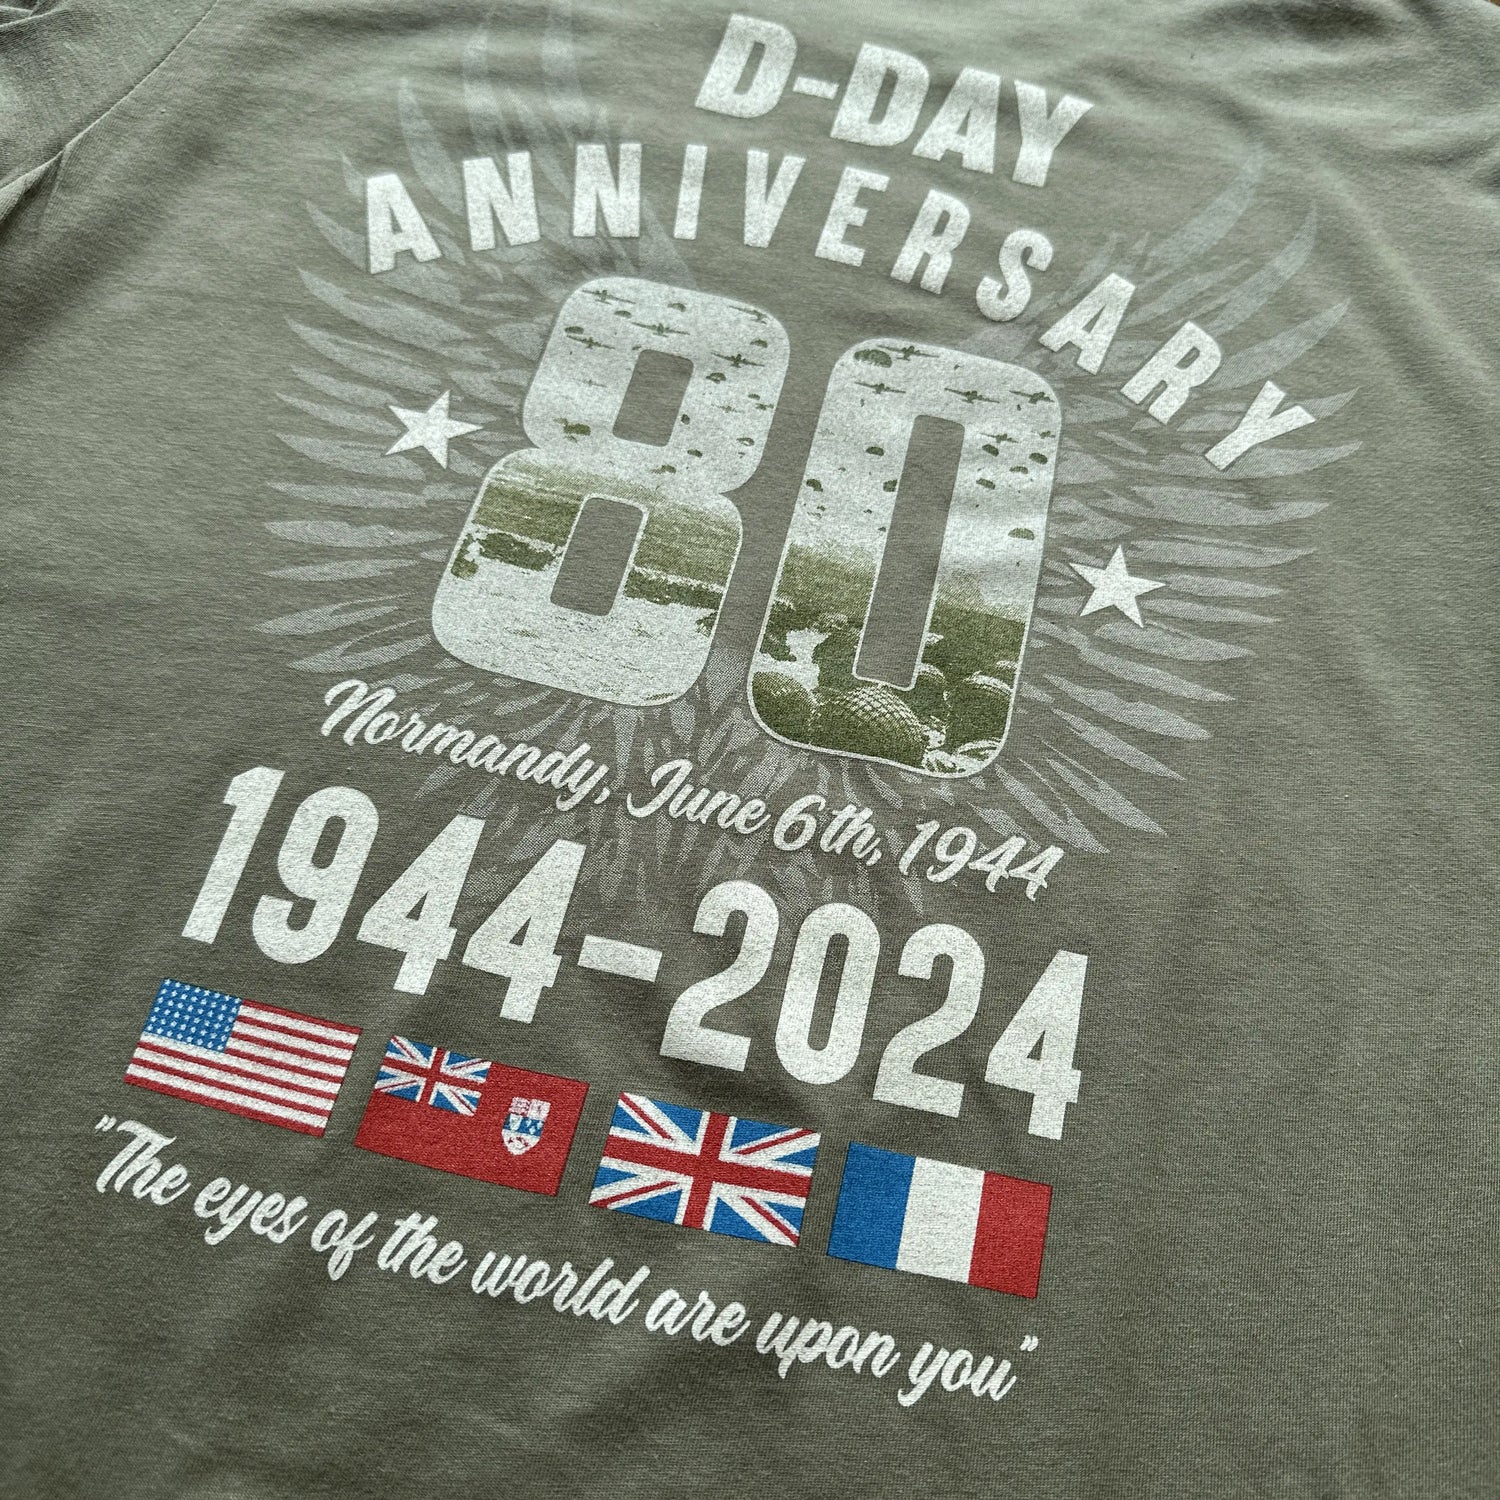 D-DAY
ANNIVERSARY
80
Normandy, June 6th, 1944
1944-2024
"The eyes of the world are upon you"